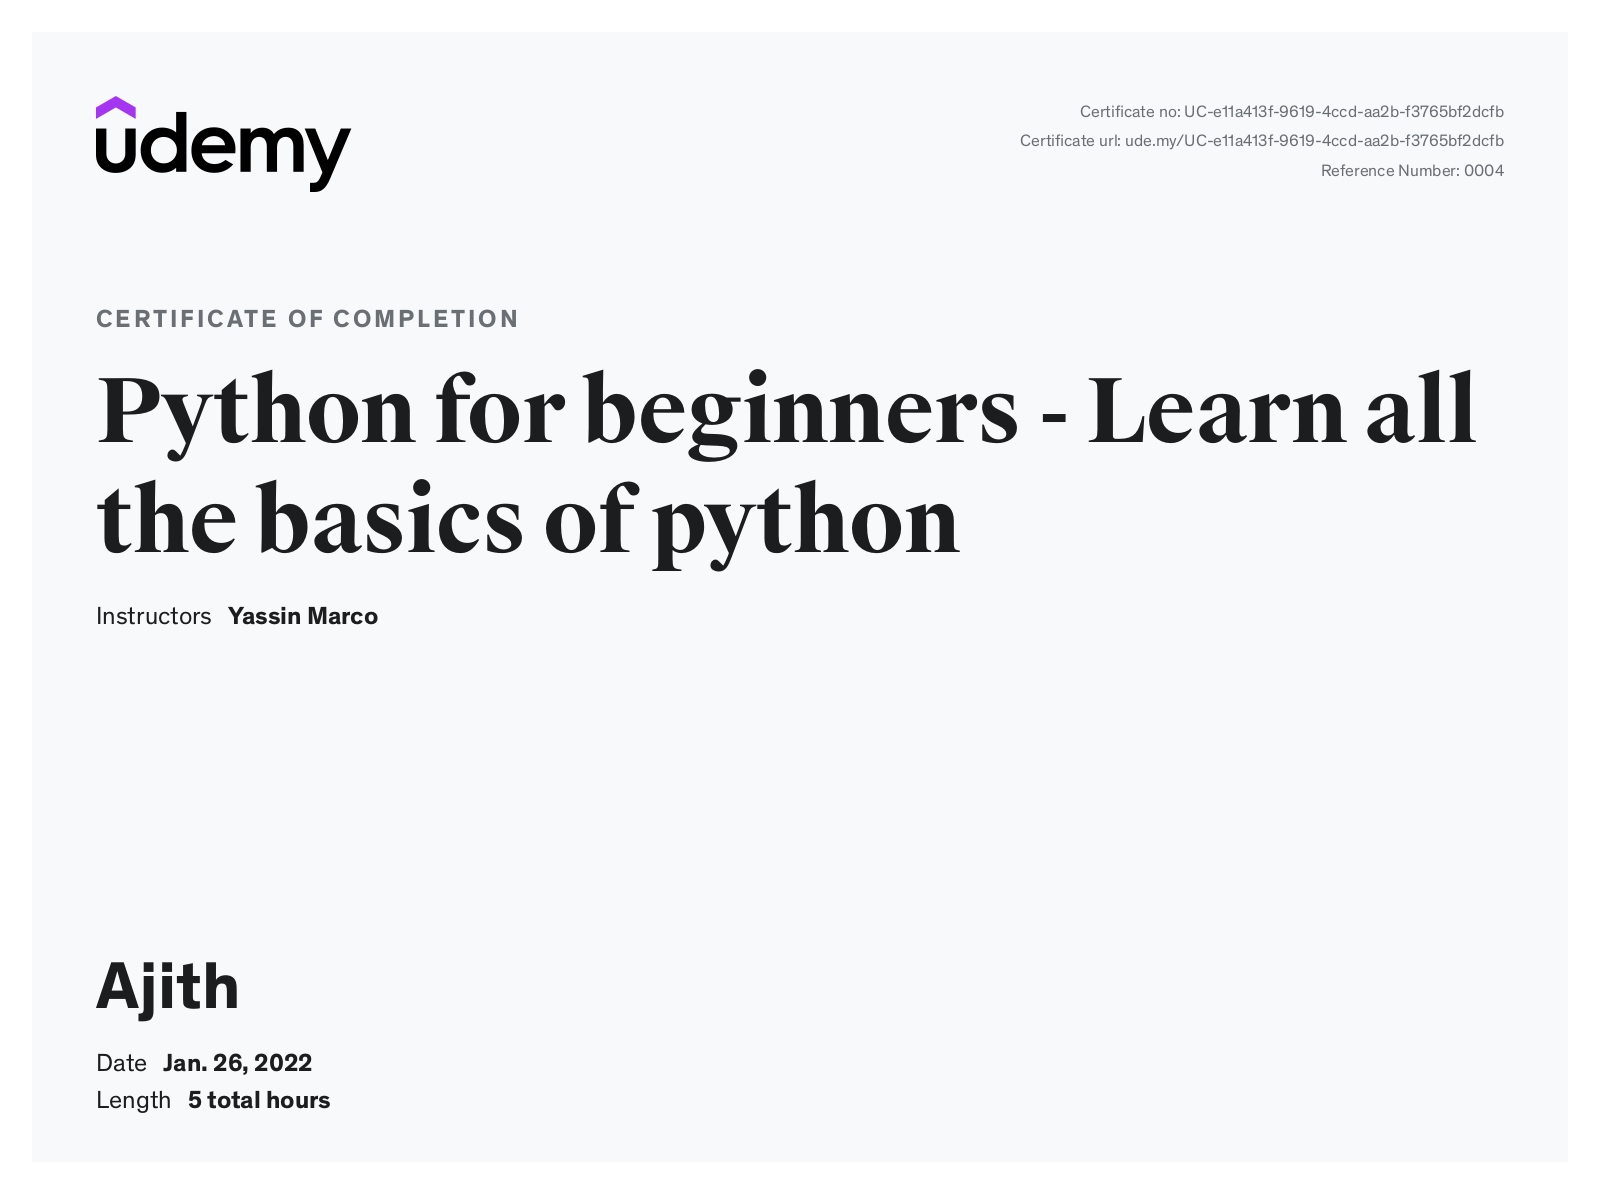 udemy
Certificate no: UC-e11a413f-9619-4ccd-aa2b-f3765bf2dcfb
Certificate url: ude.my/UC-e11a413f-9619-4ccd-aa2b-f3765bf2dcfb
Reference Number: 0004
CERTIFICATE OF COMPLETION
Python for beginners - Learn all
the basics of python
Instructors Yassin Marco
Ajith
Date Jan. 26, 2022
Length 5 total hours